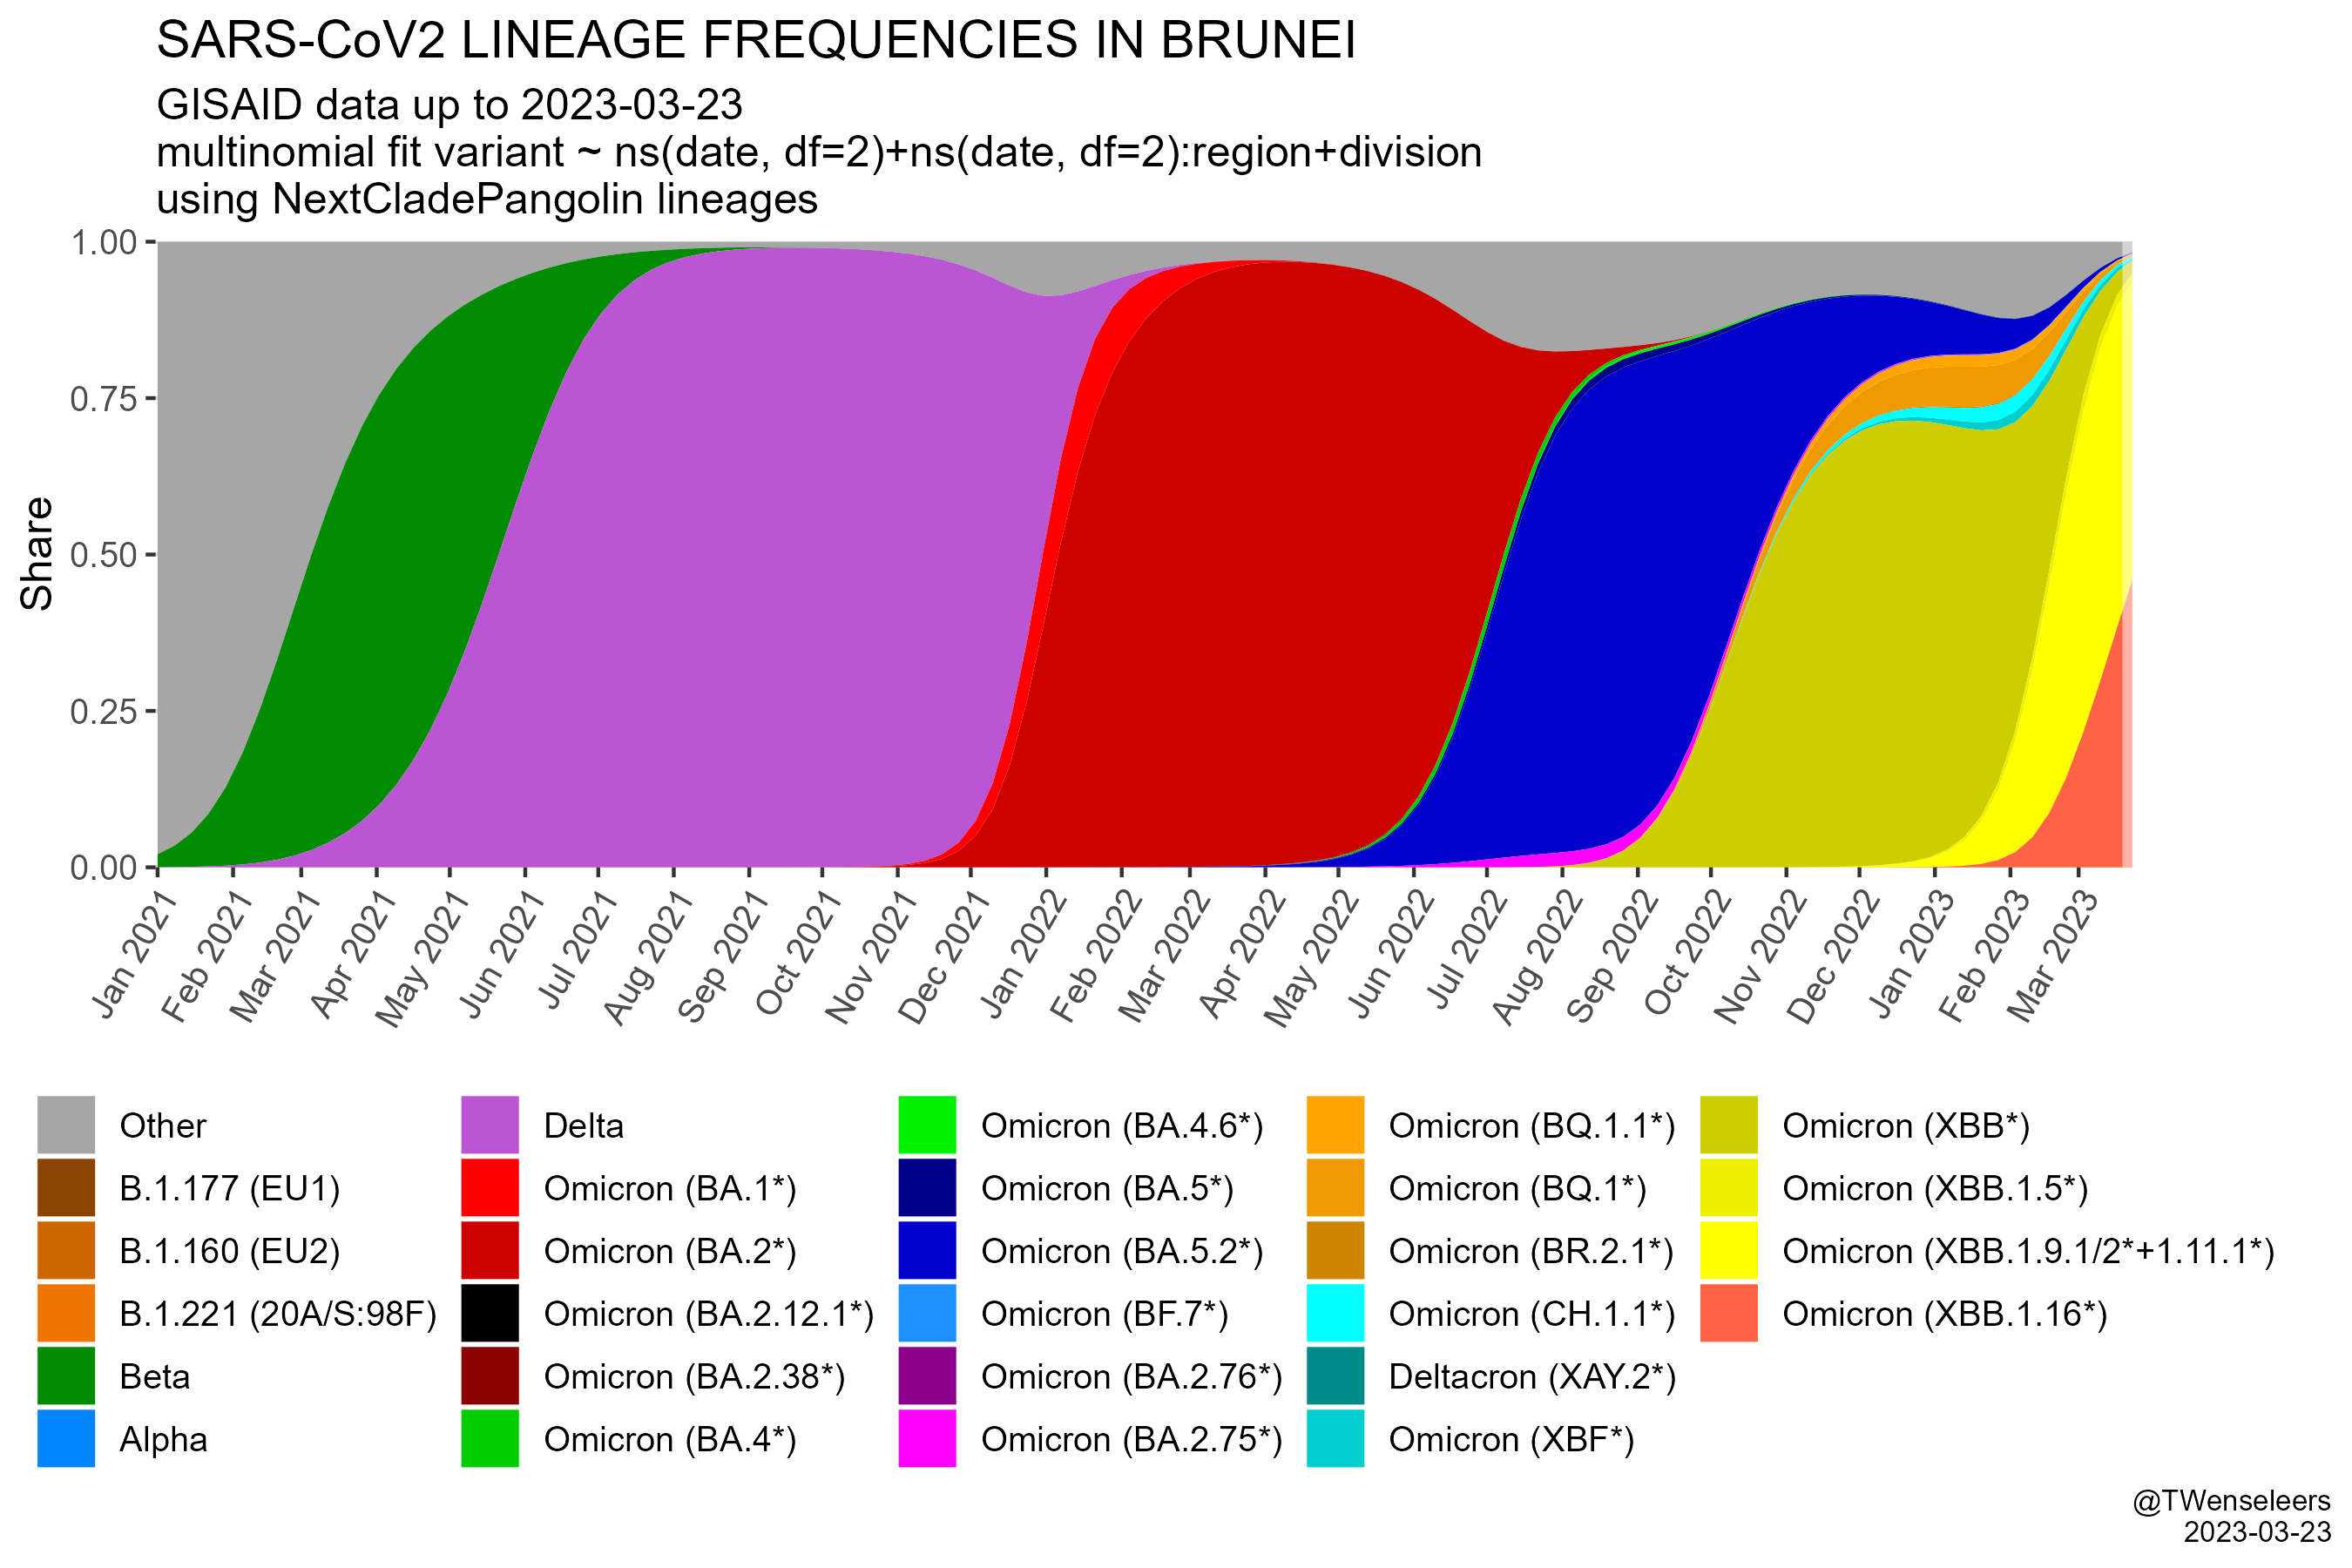 SARS-CoV2 LINEAGE FREQUENCIES IN BRUNEI
GISAID data up to 2023-03-23
multinomial fit variant ~ ns(date, df=2)+ns(date, df=2):region+division
using NextCladePangolin lineages
Share
1.00
0.75
0.50
0.25
0.00
Jan 2021
Feb 2021
Mar 2021
Apr 2021
May 2021
Jun 2021
Jul 2021
Aug 2021
Sep 2021
Oct 2021
Nov 2021
Dec 2021
Jan 2022
Feb 2022
Mar 2022
Apr 2022
May 2022
Jun 2022
Jul 2022
Aug 2022
Sep 2022
Oct 2022
Nov 2022
Dec 2022
Jan 2023
Feb 2023
Mar 2023
Other
B.1.177 (EU1)
B.1.160 (EU2)
B.1.221 (20A/S:98F)
Beta
Alpha
Delta
Omicron (BA.1*)
Omicron (BA.2*)
Omicron (BA.2.12.1*)
Omicron (BA.2.38*)
Omicron (BA.4*)
Omicron (BA.4.6*)
Omicron (BA.5*)
Omicron (BA.5.2*)
Omicron (BF.7*)
Omicron (BA.2.76*)
Omicron (BA.2.75*)
Omicron (BQ.1.1*)
Omicron (BQ.1*)
Omicron (BR.2.1*)
Omicron (CH.1.1*)
Deltacron (XAY.2*)
Omicron (XBF*)
Omicron (XBB*)
Omicron (XBB.1.5*)
Omicron (XBB.1.9.1/2*+1.11.1*)
Omicron (XBB.1.16*)
@TWenseleers
2023-03-23